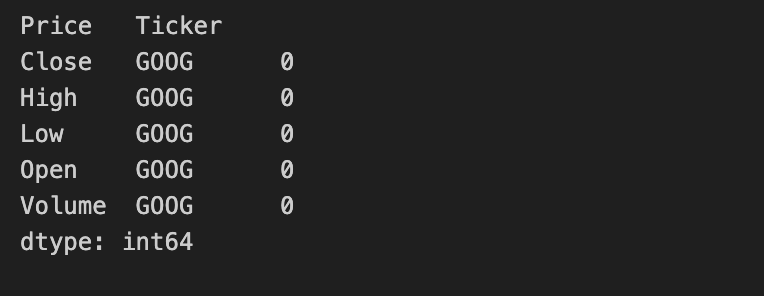 Price   Ticker
Close   GOOG      0
High    GOOG      0
Low     GOOG      0
Open    GOOG      0
Volume  GOOG      0
dtype: int64